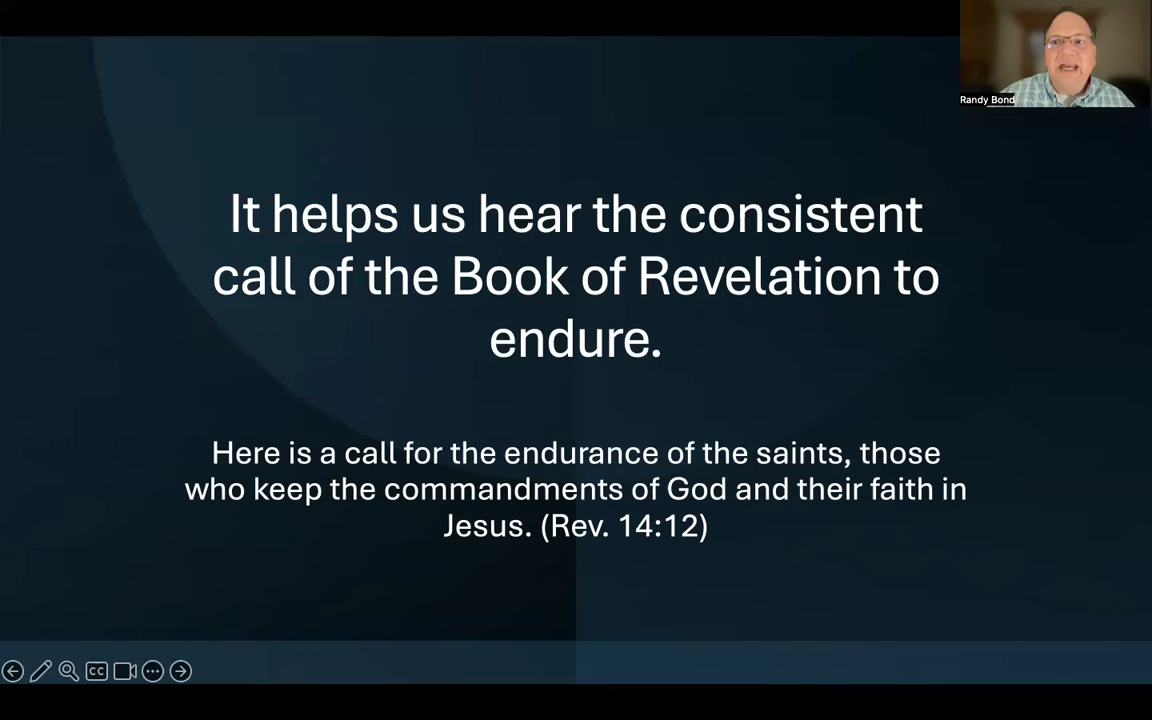 Randy Bond
It helps us hear the consistent
call of the Book of Revelation to
endure.
Here is a call for the endurance of the saints, those
who keep the commandments of God and their faith in
Jesus. (Rev. 14:12)
CC